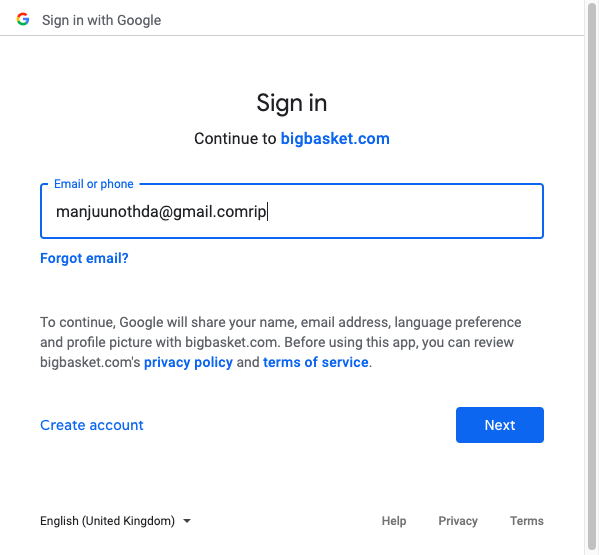 Sign in with Google
Sign in
Continue to bigbasket.com
Email or phone
manjuunothda@gmail.comrip
Forgot email?
To continue, Google will share your name, email address, language preference
and profile picture with bigbasket.com. Before using this app, you can review
bigbasket.com's privacy policy and terms of service.
Create account
Next
English (United Kingdom)
Help
Privacy
Terms